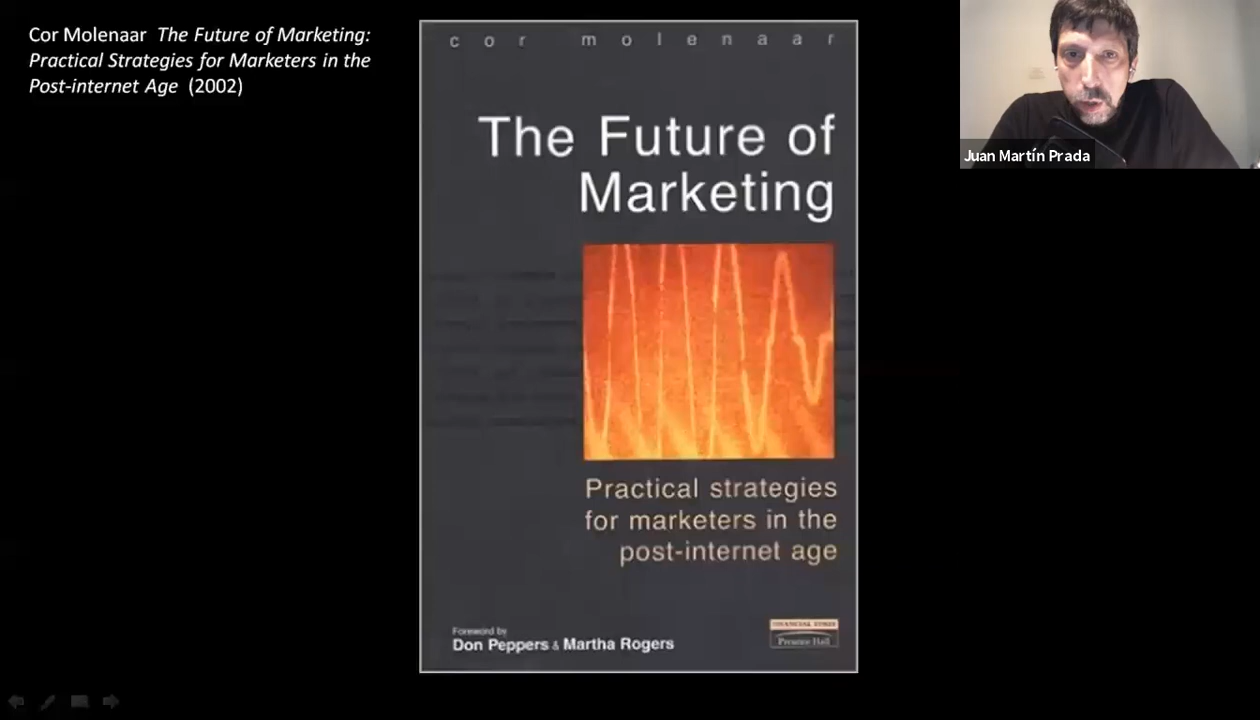 Cor Molenaar The Future of Marketing:
Practical Strategies for Marketers in the
Post-internet Age (2002)
cor molenaar
The Future of
Marketing
Practical strategies
for marketers in the
post-internet age
Foreword by
Don Peppers & Martha Rogers
FINANCIAL TIMES
Prentice Hall
Juan Martín Prada